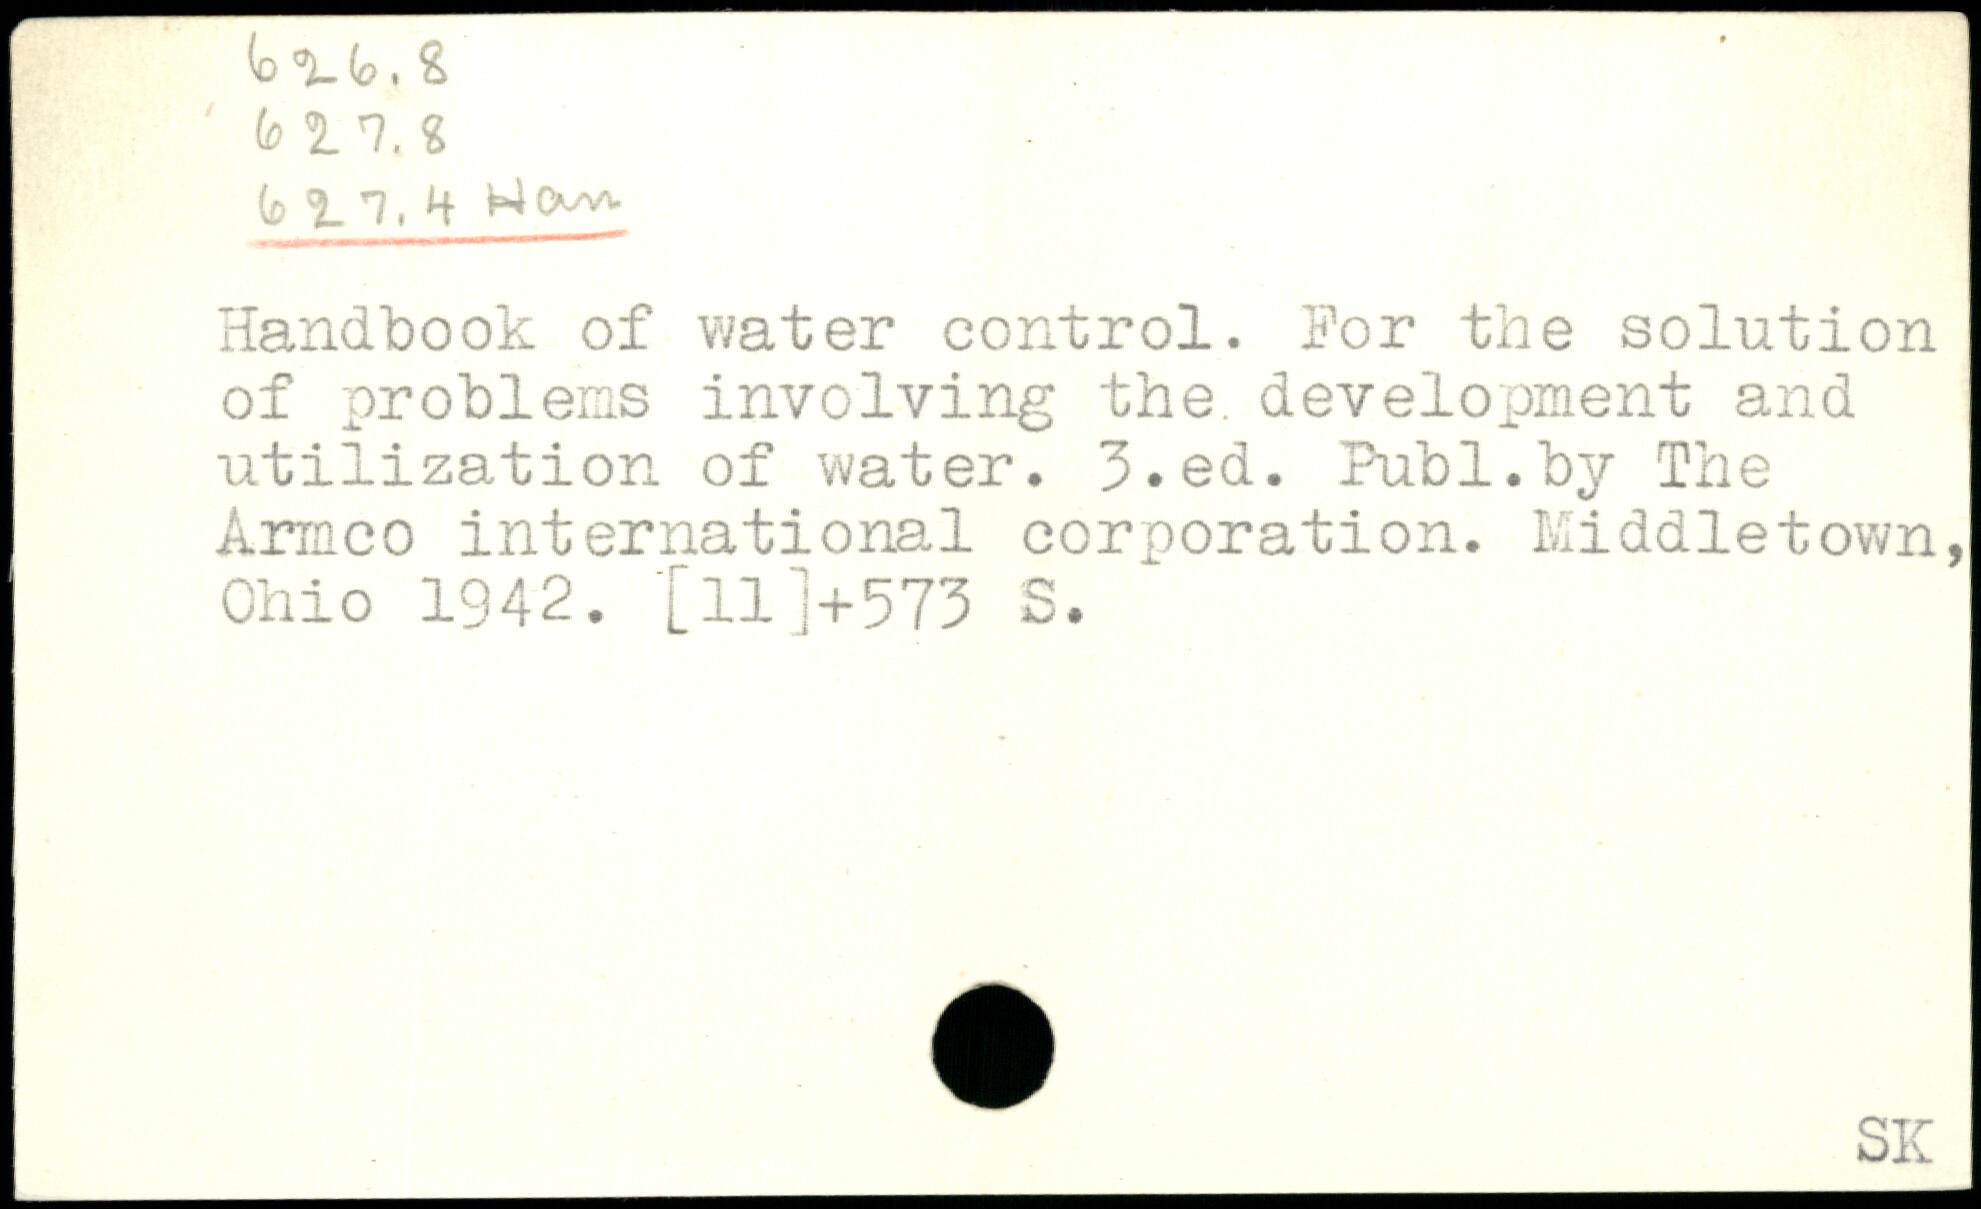 626.8
627.8
627.4 Han
Handbook of water control. For the solution
of problems involving the development and
utilization of water. 3.ed. Publ.by The
Armco international corporation. Middletown,
Ohio 1942. [11]+573 S.
SK